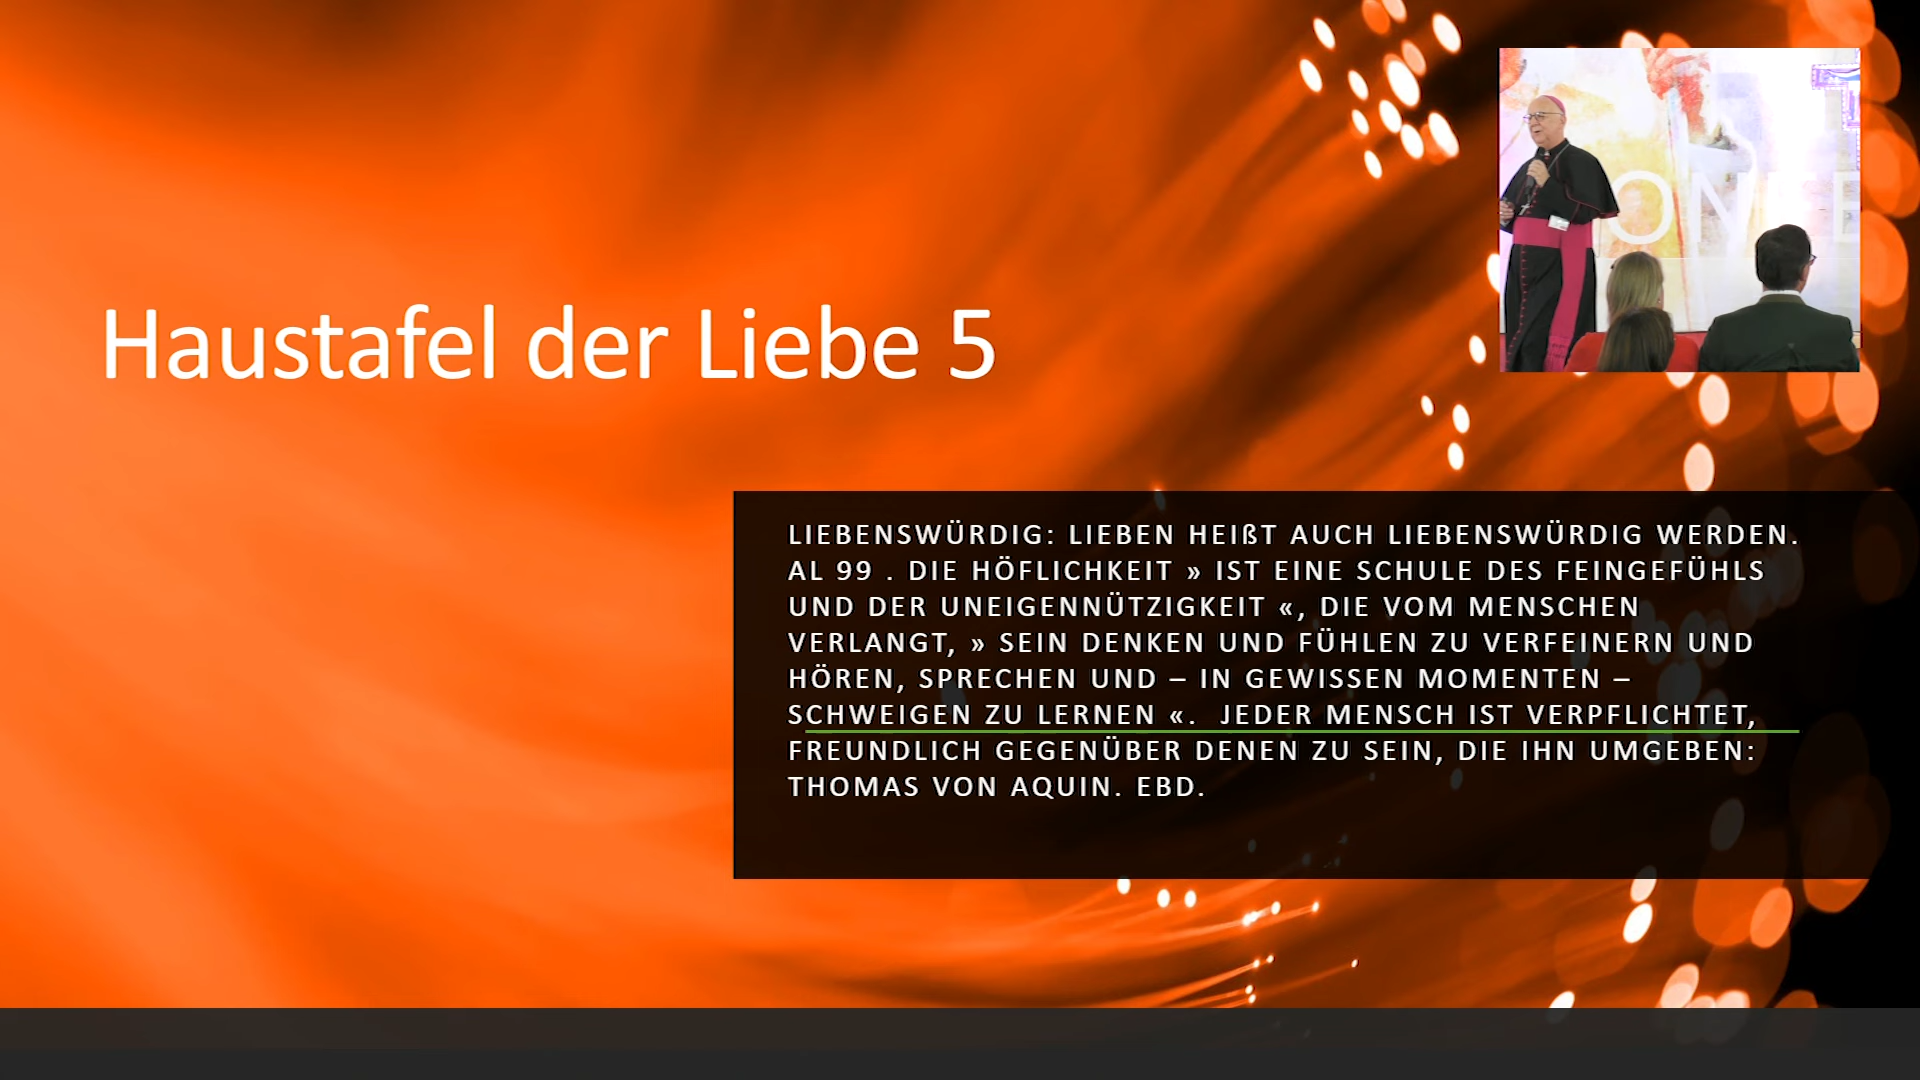 Haustafel der Liebe 5
LIEBENSWÜRDIG: LIEBEN HEIßT AUCH LIEBENSWÜRDIG WERDEN.
AL 99 . DIE HÖFLICHKEIT » IST EINE SCHULE DES FEINGEFÜHLS
UND DER UNEIGENNÜTZIGKEIT «, DIE VOM MENSCHEN
VERLANGT, » SEIN DENKEN UND FÜHLEN ZU VERFEINERN UND
HÖREN, SPRECHEN UND – IN GEWISSEN MOMENTEN –
SCHWEIGEN ZU LERNEN «.  JEDER MENSCH IST VERPFLICHTET,
FREUNDLICH GEGENÜBER DENEN ZU SEIN, DIE IHN UMGEBEN:
THOMAS VON AQUIN. EBD.